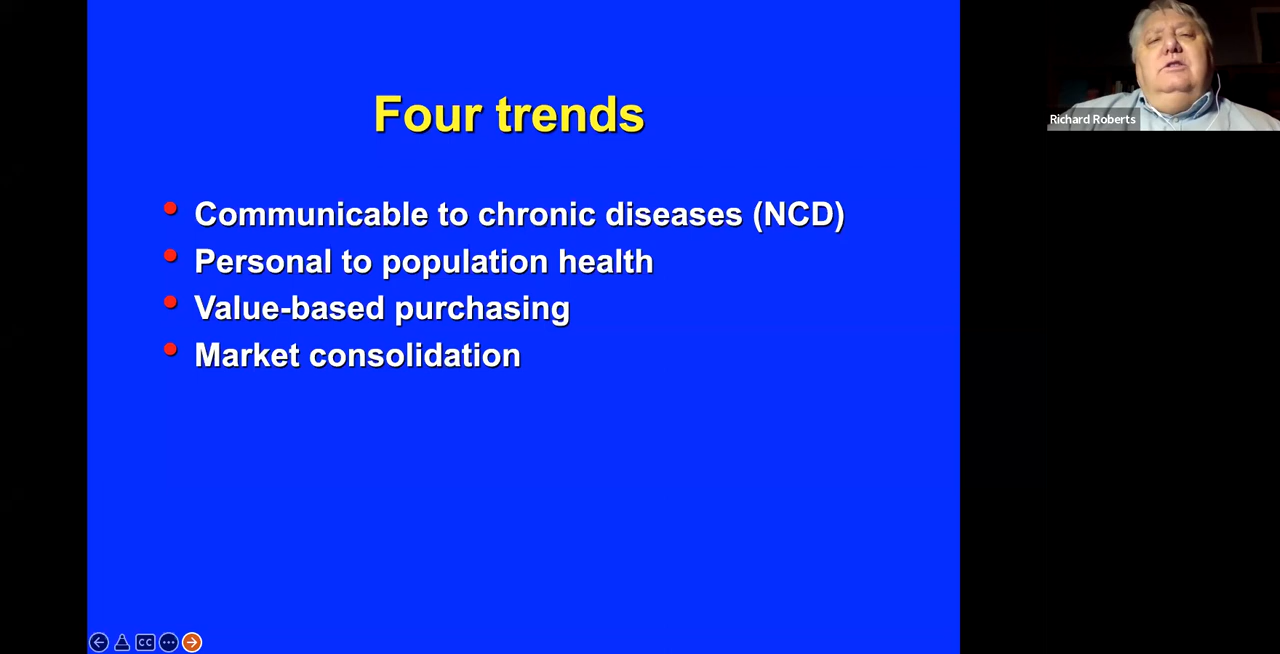 Four trends
Communicable to chronic diseases (NCD)
Personal to population health
Value-based purchasing
Market consolidation
Richard Roberts
CC